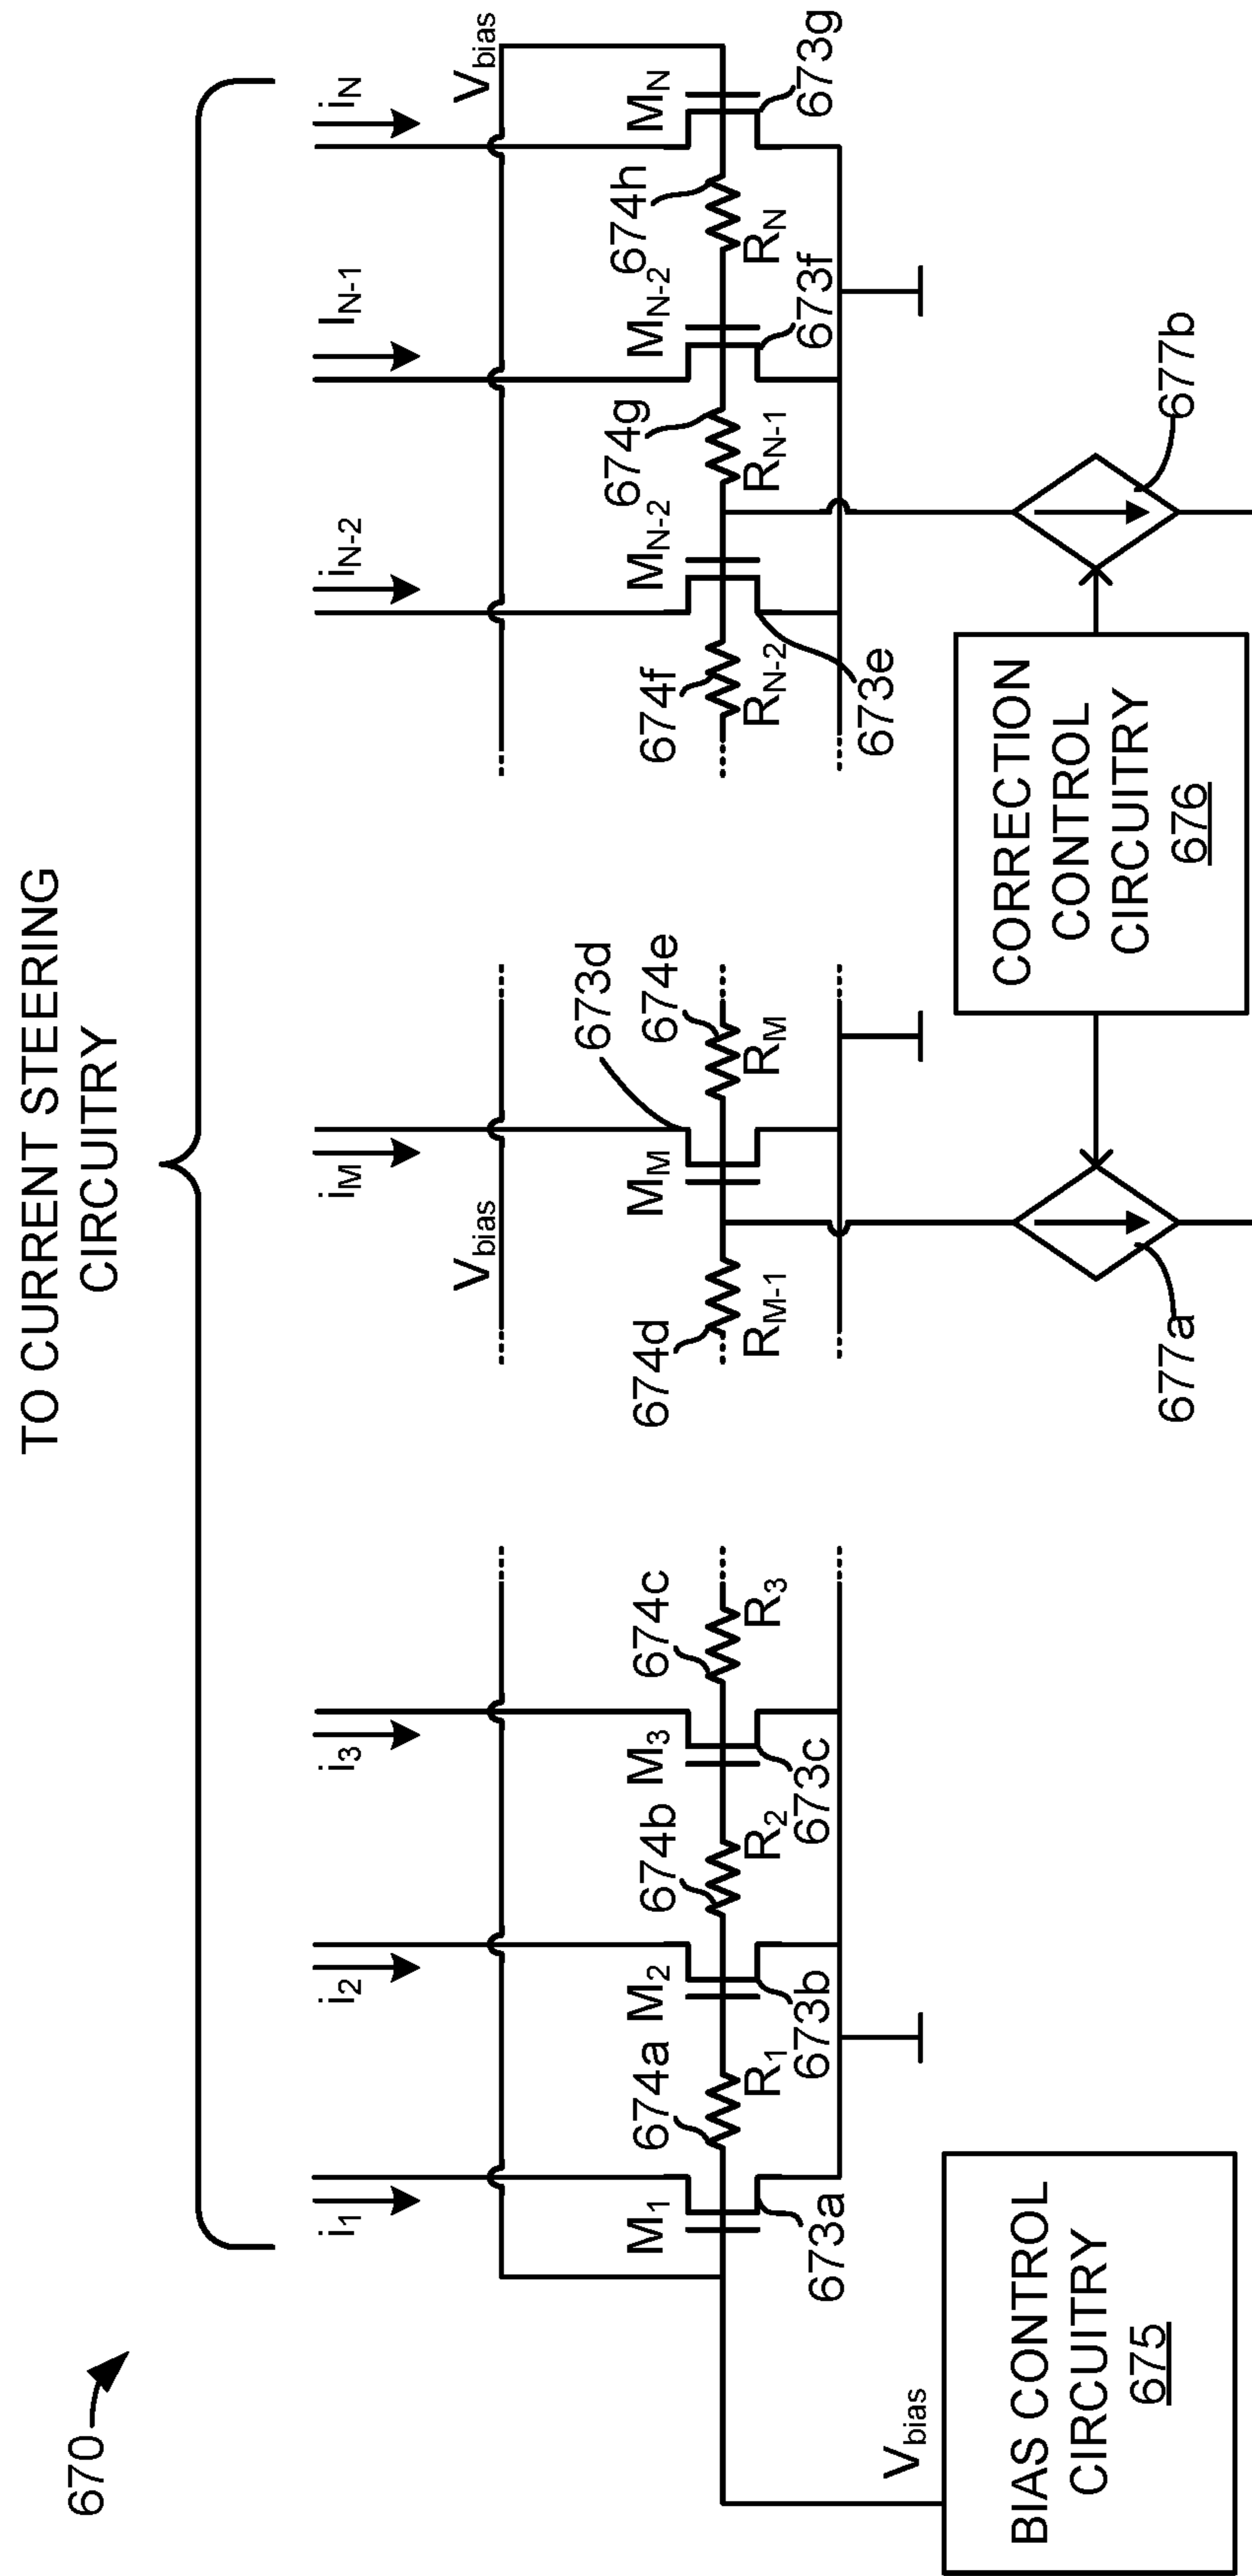 670
TO CURRENT STEERING
CIRCUITRY
i1
i2
i3
iM
iN-2
IN-1
iN
Vbias
Vbias
M1
674a
M2
674b
M3
674c
674d
MM
673d
674e
674f
MN-2
674g
MN-2
674h
MN
R1
R2
R3
RM-1
RM
RN-2
RN-1
RN
673a
673b
673c
673e
673f
673g
Vbias
BIAS CONTROL
CIRCUITRY
675
677a
CORRECTION
CONTROL
CIRCUITRY
676
677b